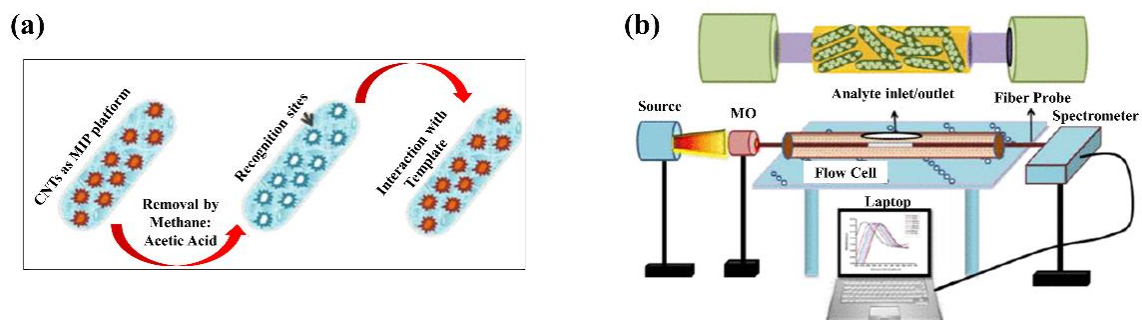 (a)
CNTs as MIP platform
Removal by
Methane:
Acetic Acid
Recognition sites
Interaction with
Template
(b)
Analyte inlet/outlet
Fiber Probe
Source
MO
Spectrometer
Flow Cell
Laptop